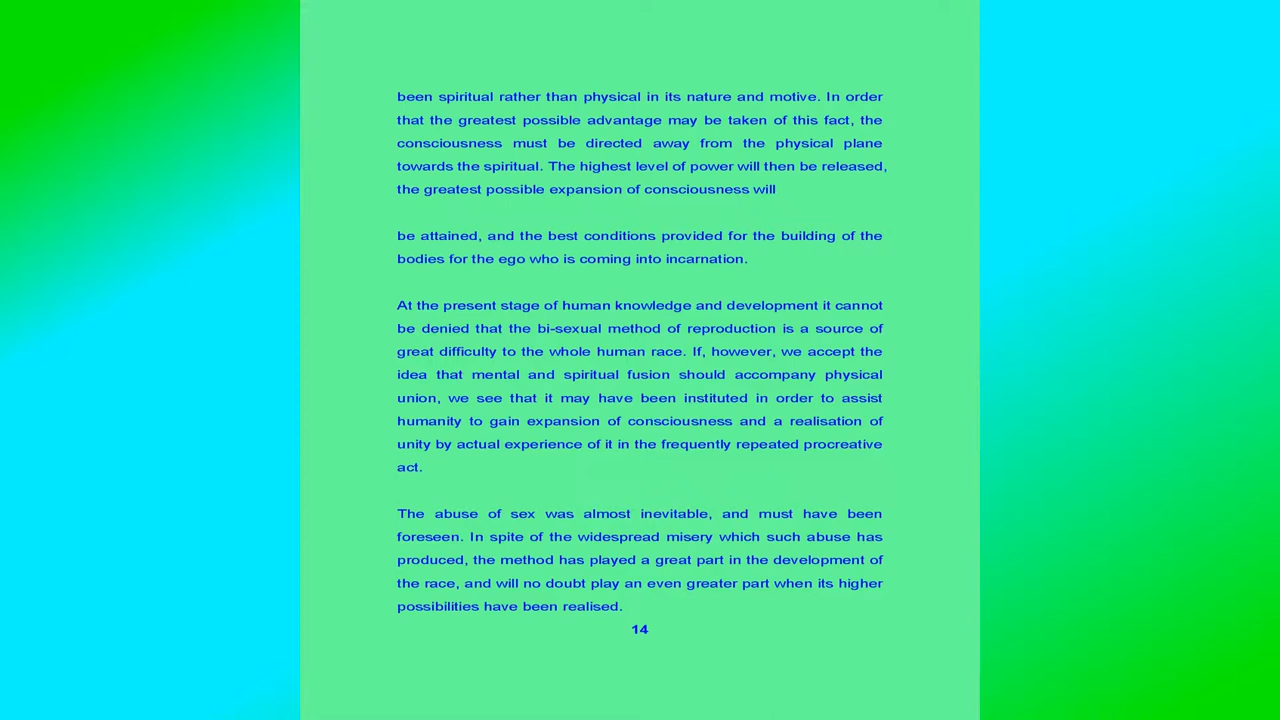 been spiritual rather than physical in its nature and motive. In order
that the greatest possible advantage may be taken of this fact, the
consciousness must be directed away from the physical plane
towards the spiritual. The highest level of power will then be released,
the greatest possible expansion of consciousness will
be attained, and the best conditions provided for the building of the
bodies for the ego who is coming into incarnation.
At the present stage of human knowledge and development it cannot
be denied that the bi-sexual method of reproduction is a source of
great difficulty to the whole human race. If, however, we accept the
idea that mental and spiritual fusion should accompany physical
union, we see that it may have been instituted in order to assist
humanity to gain expansion of consciousness and a realisation of
unity by actual experience of it in the frequently repeated procreative
act.
The abuse of sex was almost inevitable, and must have been
foreseen. In spite of the widespread misery which such abuse has
produced, the method has played a great part in the development of
the race, and will no doubt play an even greater part when its higher
possibilities have been realised.
14